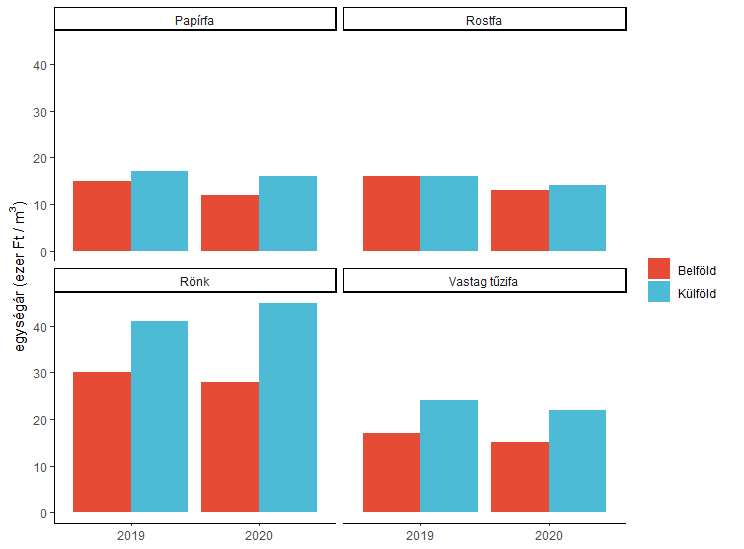 Papírfa
Rostfa
40
30
20
10
0
egységár (ezer Ft / m³)
Rönk
Vastag tűzifa
40
30
20
10
0
2019
2020
2019
2020
Belföld
Külföld